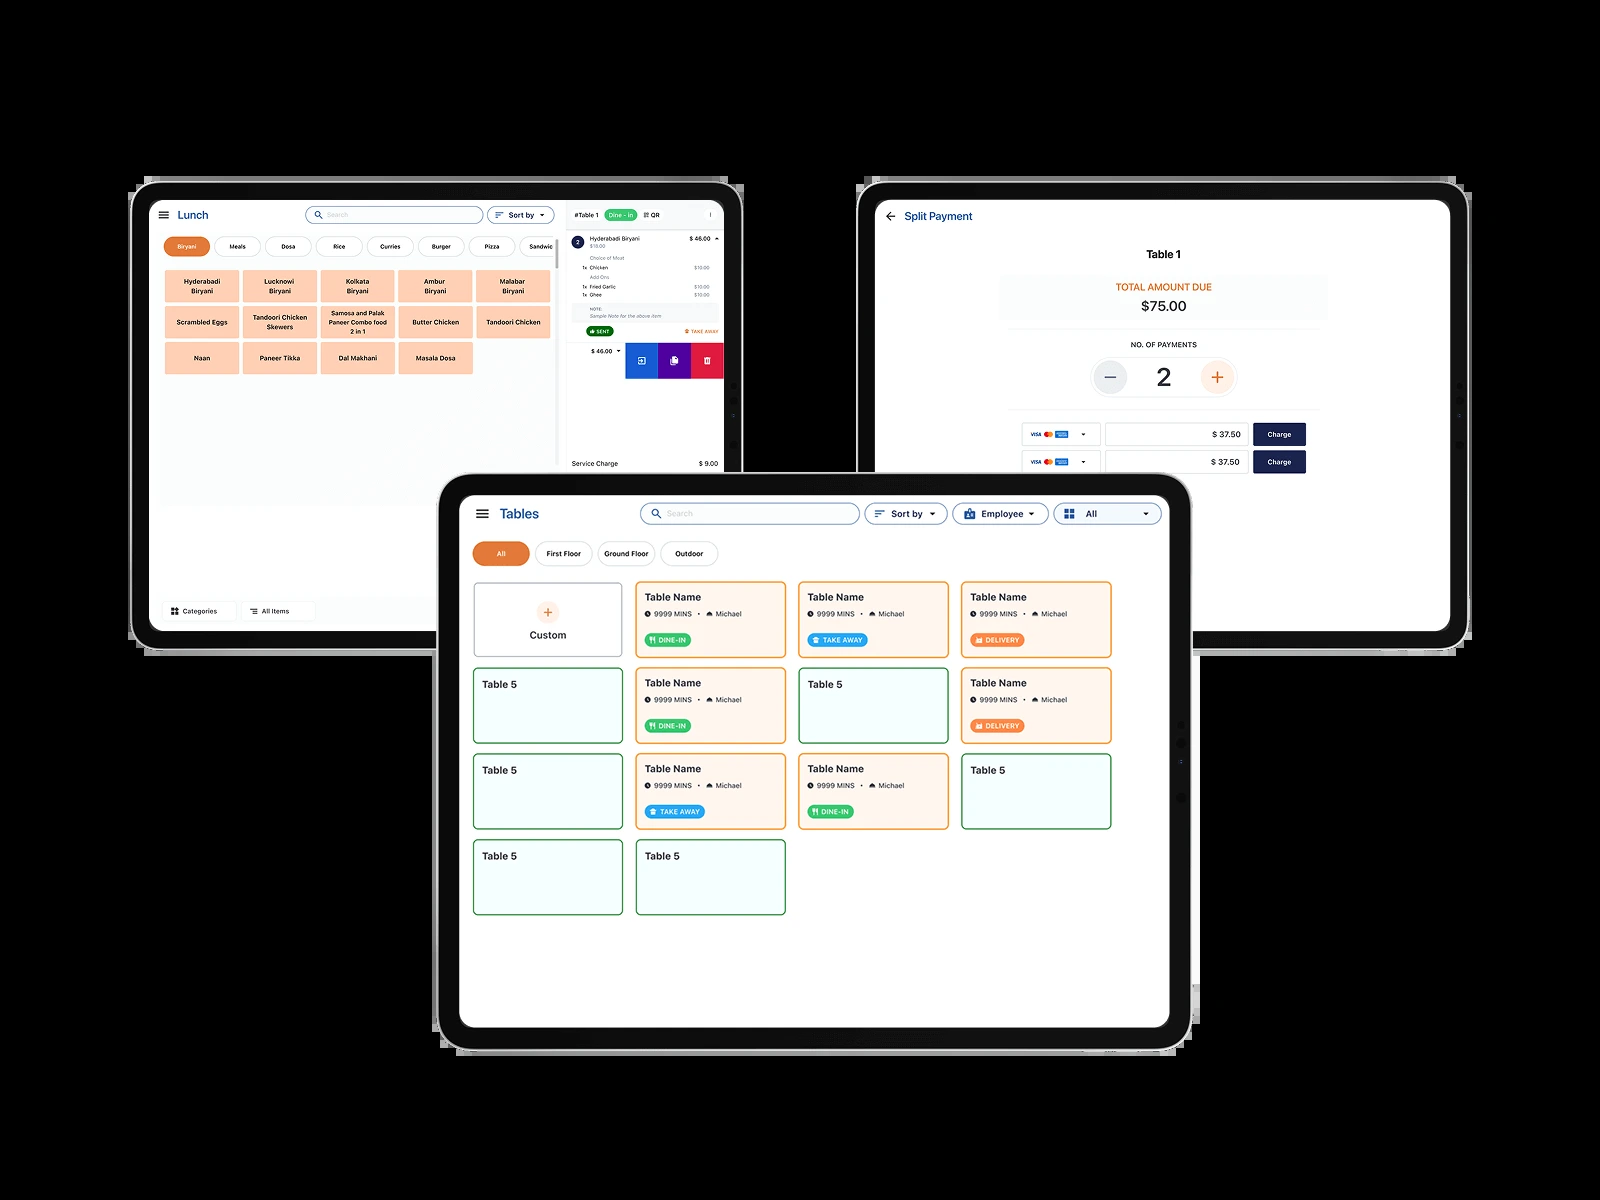 Lunch
Search
Sort by
Biryani
Meals
Dosa
Rice
Curries
Burger
Pizza
Sandwic
Hyderabadi
Biryani
Lucknowi
Biryani
Kolkata
Biryani
Ambur
Biryani
Malabar
Biryani
Scrambled Eggs
Tandoori Chicken
Skewers
Samosa and Palak
Paneer Combo food
2 in 1
Butter Chicken
Tandoori Chicken
Naan
Paneer Tikka
Dal Makhani
Masala Dosa
Categories
All Items
#Table 1
Dine - In
QR
2
Hyderabadi Biryani
$ 46.00
$16.00
Choice of Meat
1x Chicken $10.00
Add Ons
1x Fried Garlic $10.00
1x Ghee $10.00
NOTE:
Sample Note for the above item
SENT
TAKE AWAY
$ 46.00
Service Charge $ 9.00
Split Payment
Table 1
TOTAL AMOUNT DUE
$75.00
NO. OF PAYMENTS
2
VISA
$ 37.50
Charge
VISA
$ 37.50
Charge
Tables
Search
Sort by
Employee
All
All
First Floor
Ground Floor
Outdoor
Custom
Table Name
9999 MINS • Michael
DINE-IN
Table Name
9999 MINS • Michael
TAKE AWAY
Table Name
9999 MINS • Michael
DELIVERY
Table 5
Table Name
9999 MINS • Michael
DINE-IN
Table 5
Table Name
9999 MINS • Michael
DELIVERY
Table 5
Table Name
9999 MINS • Michael
TAKE AWAY
Table Name
9999 MINS • Michael
DINE-IN
Table 5
Table 5
Table 5